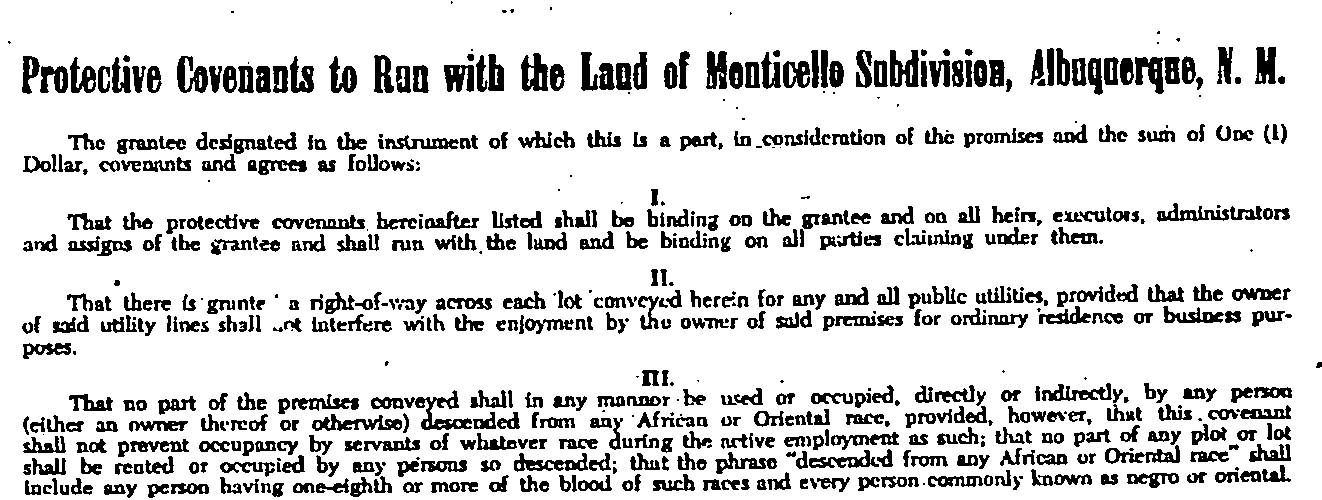 Protective Covenants to Run with the Land of Monticello Subdivision, Albuquerque, N. M.
The grantee designated in the instrument of which this is a part, in consideration of the promises and the sum of One (1)
Dollar, covenants and agrees as follows:
I.
That the protective covenants hereinafter listed shall be binding on the grantee and on all heirs, executors, administrators
and assigns of the grantee and shall run with the land and be binding on all parties claiming under them.
II.
That there is grante a right-of-way across each lot conveyed herein for any and all public utilities, provided that the owner
of said utility lines shall not interfere with the enjoyment by the owner of said premises for ordinary residence or business pur-
poses.
III.
That no part of the premises conveyed shall in any manner be used or occupied, directly or indirectly, by any person
(either an owner thereof or otherwise) descended from any African or Oriental race, provided, however, that this covenant
shall not prevent occupancy by servants of whatever race during the active employment as such; that no part of any plot or lot
shall be rented or occupied by any persons so descended; that the phrase "descended from any African or Oriental race" shall
include any person having one-eighth or more of the blood of such races and every person commonly known as negro or oriental.